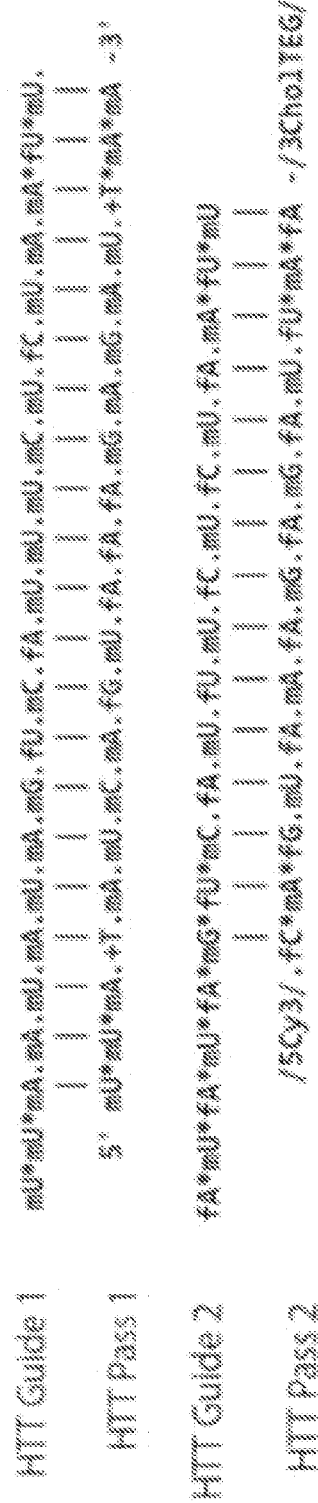 HTT Guide 1 mU*mU*mA.mA.mU.mA.mU.mA.mG.fU.mC.fA.mU.mU.mU.mC.mU.fC.mU.mA.mA*fU*mU.
HTT Pass 1 5' mU*mU*mA.+T.mA.mU.mC.mA.fG.mU.fA.fA.fA.mG.mA.mG.mA.mU.+T*mA*mA -3'
HTT Guide 2 fA*mU*fA*mU*fA*mG*fU*mC.fA.mU.fU.mU.fC.mU.fC.mU.fA.mA*fU*mU
HTT Pass 2 /5Cy3/.fC*mA*fG.mU.fA.mA.fA.mG.fA.mG.fA.mU.fU*mA*fA -/3CholTEG/